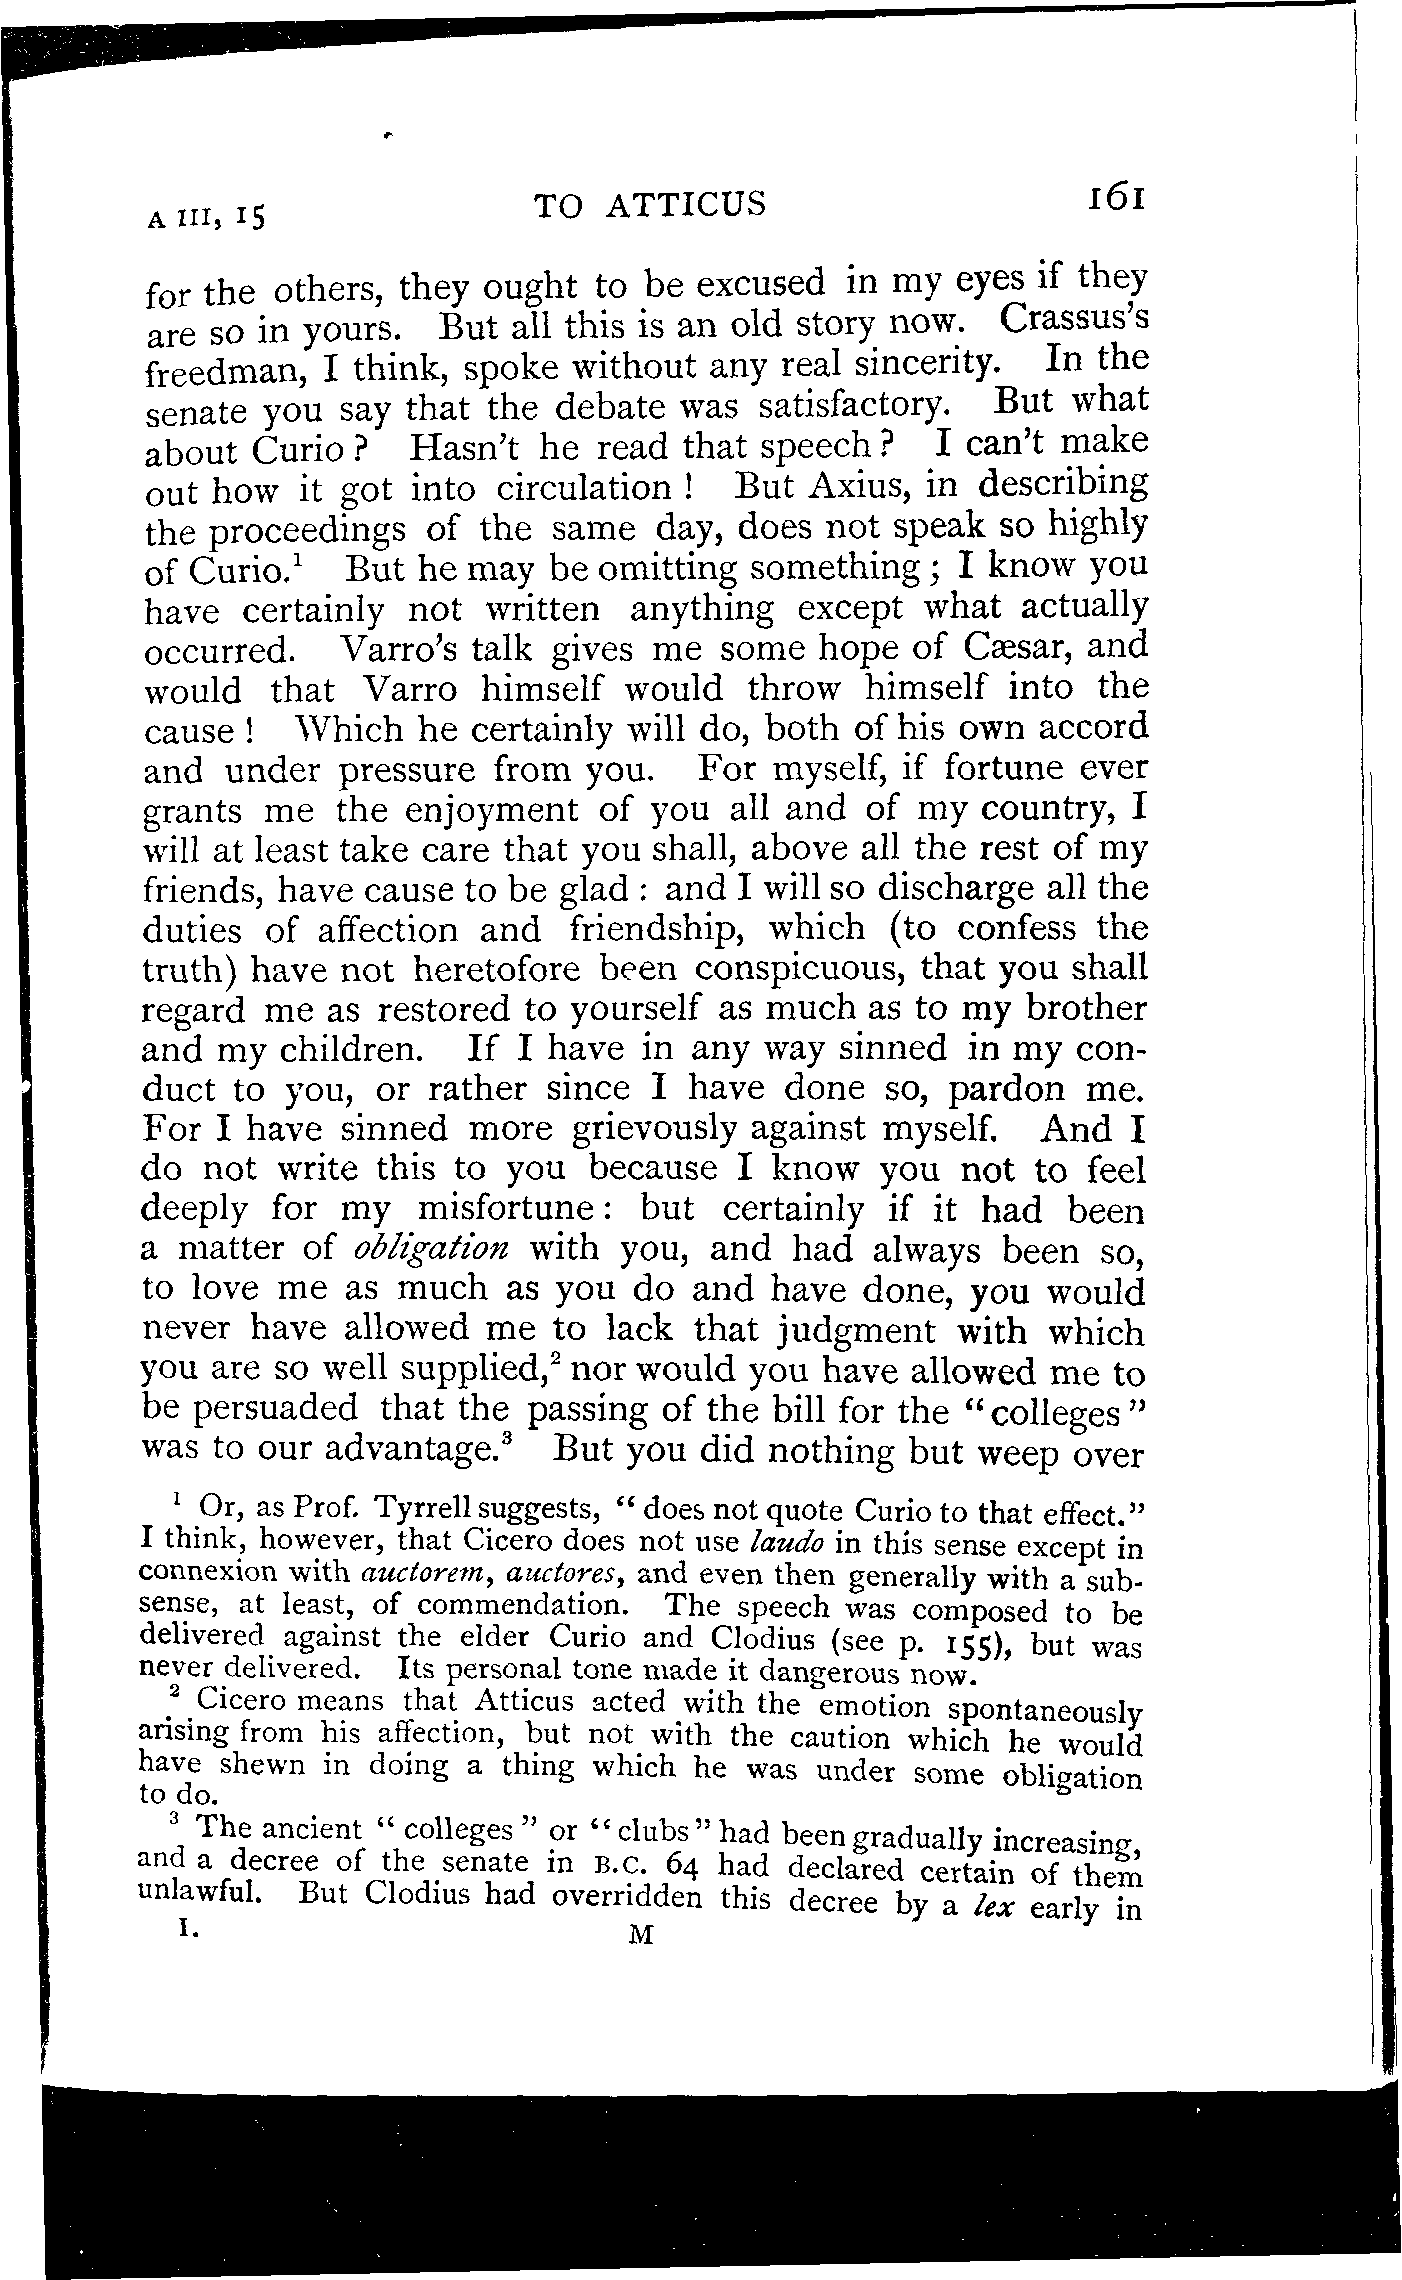 A III, 15 TO ATTICUS 161
for the others, they ought to be excused in my eyes if they
are so in yours. But all this is an old story now. Crassus's
freedman, I think, spoke without any real sincerity. In the
senate you say that the debate was satisfactory. But what
about Curio? Hasn't he read that speech? I can't make
out how it got into circulation! But Axius, in describing
the proceedings of the same day, does not speak so highly
of Curio.¹ But he may be omitting something; I know you
have certainly not written anything except what actually
occurred. Varro's talk gives me some hope of Cæsar, and
would that Varro himself would throw himself into the
cause! Which he certainly will do, both of his own accord
and under pressure from you. For myself, if fortune ever
grants me the enjoyment of you all and of my country, I
will at least take care that you shall, above all the rest of my
friends, have cause to be glad: and I will so discharge all the
duties of affection and friendship, which (to confess the
truth) have not heretofore been conspicuous, that you shall
regard me as restored to yourself as much as to my brother
and my children. If I have in any way sinned in my con-
duct to you, or rather since I have done so, pardon me.
For I have sinned more grievously against myself. And I
do not write this to you because I know you not to feel
deeply for my misfortune: but certainly if it had been
a matter of obligation with you, and had always been so,
to love me as much as you do and have done, you would
never have allowed me to lack that judgment with which
you are so well supplied,² nor would you have allowed me to
be persuaded that the passing of the bill for the "colleges"
was to our advantage.³ But you did nothing but weep over
¹ Or, as Prof. Tyrrell suggests, "does not quote Curio to that effect."
I think, however, that Cicero does not use laudo in this sense except in
connexion with auctorem, auctores, and even then generally with a sub-
sense, at least, of commendation. The speech was composed to be
delivered against the elder Curio and Clodius (see p. 155), but was
never delivered. Its personal tone made it dangerous now.
² Cicero means that Atticus acted with the emotion spontaneously
arising from his affection, but not with the caution which he would
have shewn in doing a thing which he was under some obligation
to do.
³ The ancient "colleges" or "clubs" had been gradually increasing,
and a decree of the senate in B.C. 64 had declared certain of them
unlawful. But Clodius had overridden this decree by a lex early in
I. M